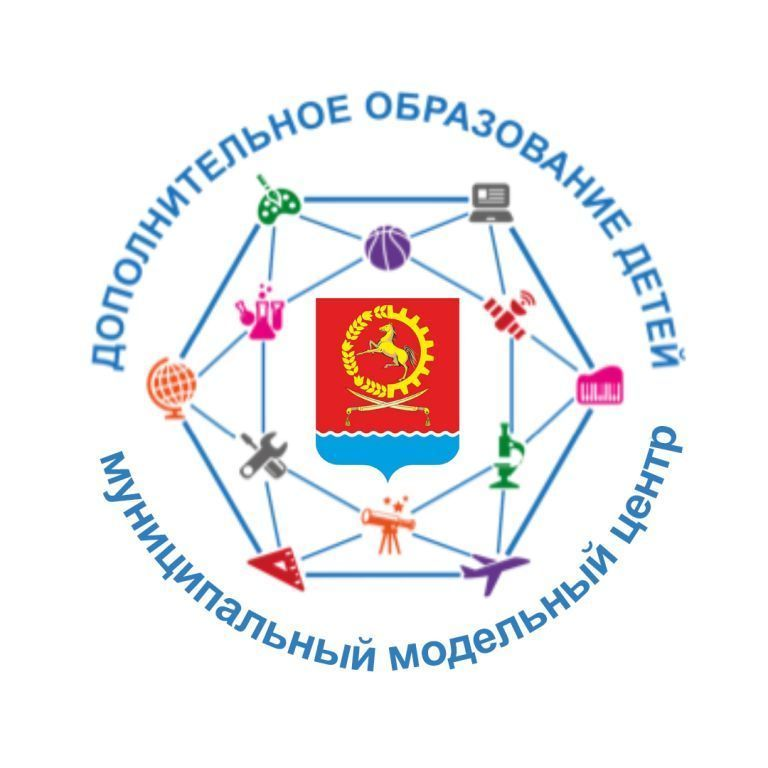 ДОПОЛНИТЕЛЬНОЕ ОБРАЗОВАНИЕ ДЕТЕЙ
муниципальный модельный центр